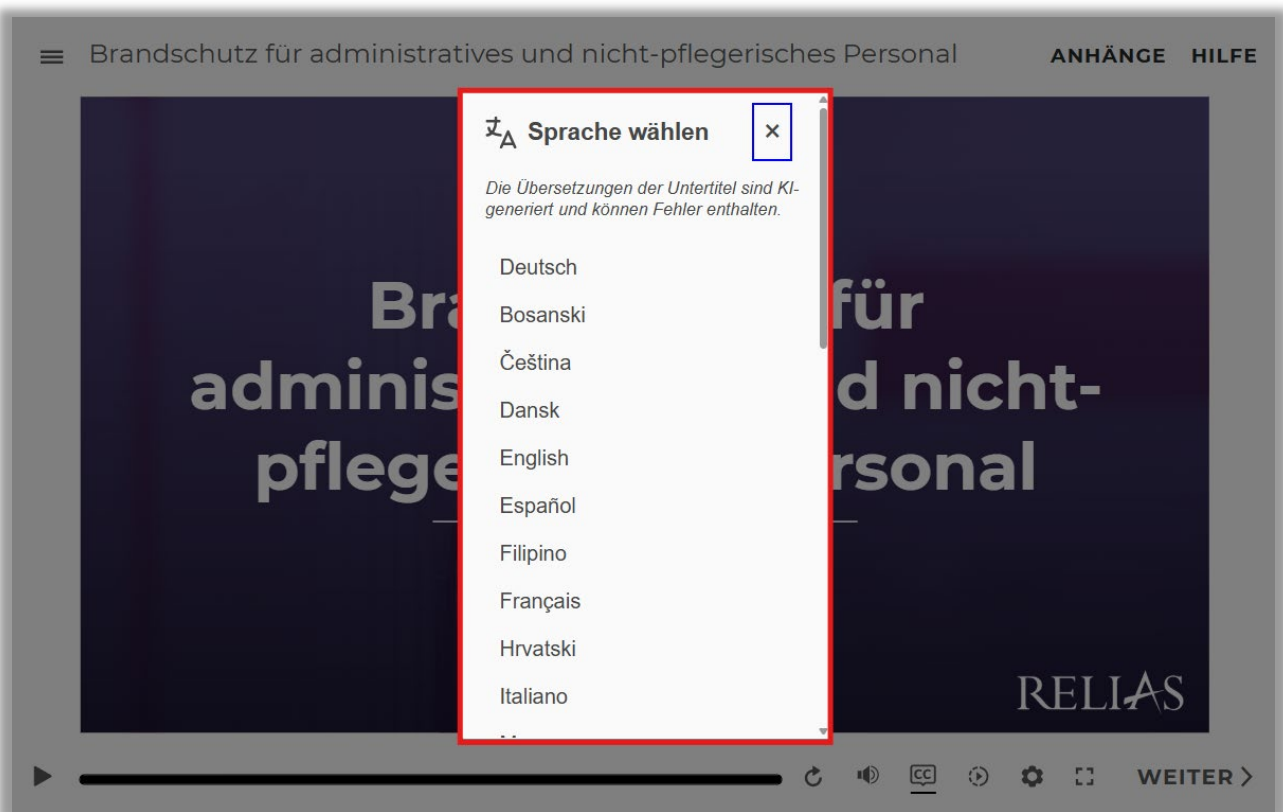 Brandschutz für administratives und nicht-pflegerisches Personal
ANHÄNGE HILFE
Sprache wählen
Die Übersetzungen der Untertitel sind KI-
generiert und können Fehler enthalten.
Deutsch
Bosanski
Čeština
Dansk
English
Español
Filipino
Français
Hrvatski
Italiano
für
adminis d nicht-
pflege rsonal
RELIAS
CC
WEITER